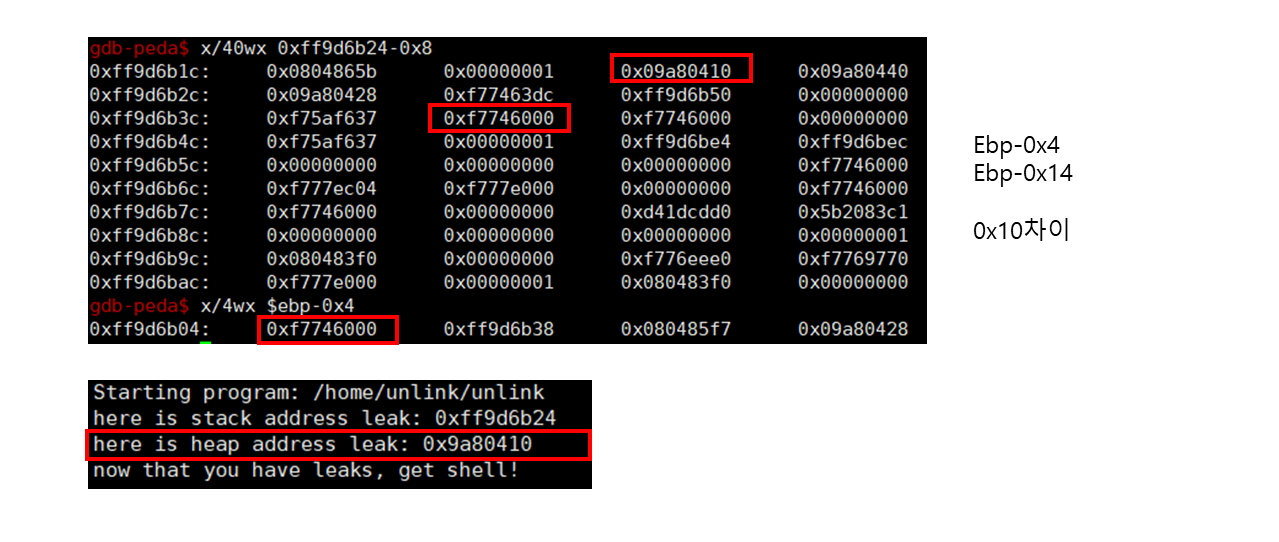 gdb-peda$ x/40wx 0xff9d6b24-0x8
0xff9d6b1c: 0x0804865b 0x00000001 0x09a80410 0x09a80440
0xff9d6b2c: 0x09a80428 0xf77463dc 0xff9d6b50 0x00000000
0xff9d6b3c: 0xf75af637 0xf7746000 0xf7746000 0x00000000
0xff9d6b4c: 0xf75af637 0x00000001 0xff9d6be4 0xff9d6bec
0xff9d6b5c: 0x00000000 0x00000000 0x00000000 0xf7746000
0xff9d6b6c: 0xf777ec04 0xf777e000 0x00000000 0xf7746000
0xff9d6b7c: 0xf7746000 0x00000000 0xd41dcdd0 0x5b2083c1
0xff9d6b8c: 0x00000000 0x00000000 0x00000000 0x00000001
0xff9d6b9c: 0x080483f0 0x00000000 0xf776eee0 0xf7769770
0xff9d6bac: 0xf777e000 0x00000001 0x080483f0 0x00000000
gdb-peda$ x/4wx $ebp-0x4
0xff9d6b04: 0xf7746000 0xff9d6b38 0x080485f7 0x09a80428
Ebp-0x4
Ebp-0x14
0x10차이
Starting program: /home/unlink/unlink
here is stack address leak: 0xff9d6b24
here is heap address leak: 0x9a80410
now that you have leaks, get shell!